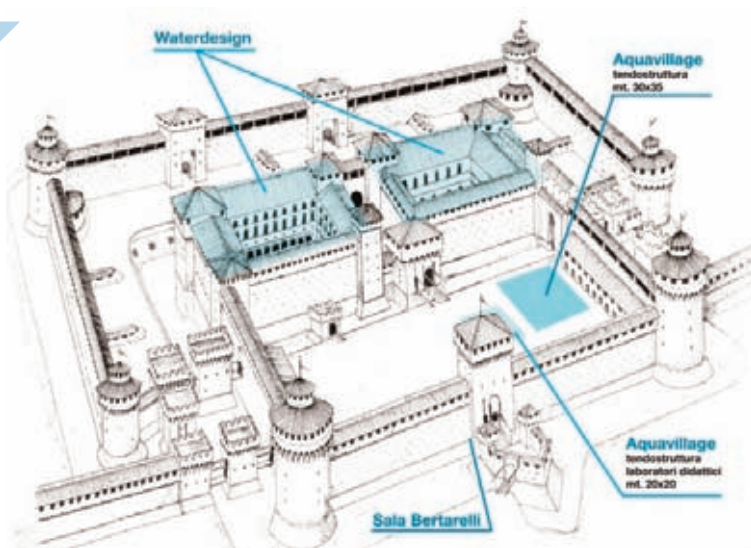 Waterdesign
Aquavillage
tendostruttura
mt. 30x35
Aquavillage
tendostruttura
laboratori didattici
mt. 20x20
Sala Bertarelli